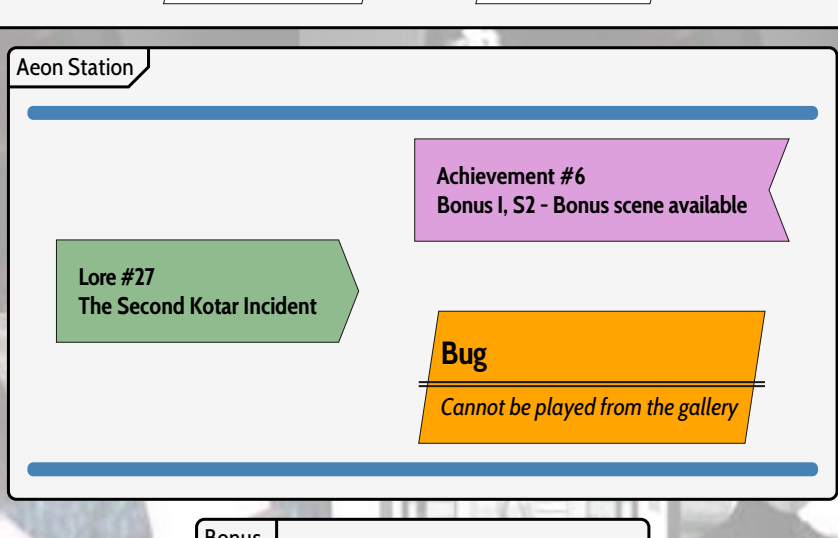 Aeon Station
Achievement #6
Bonus I, S2 - Bonus scene available
Lore #27
The Second Kotar Incident
Bug
Cannot be played from the gallery
Bonus